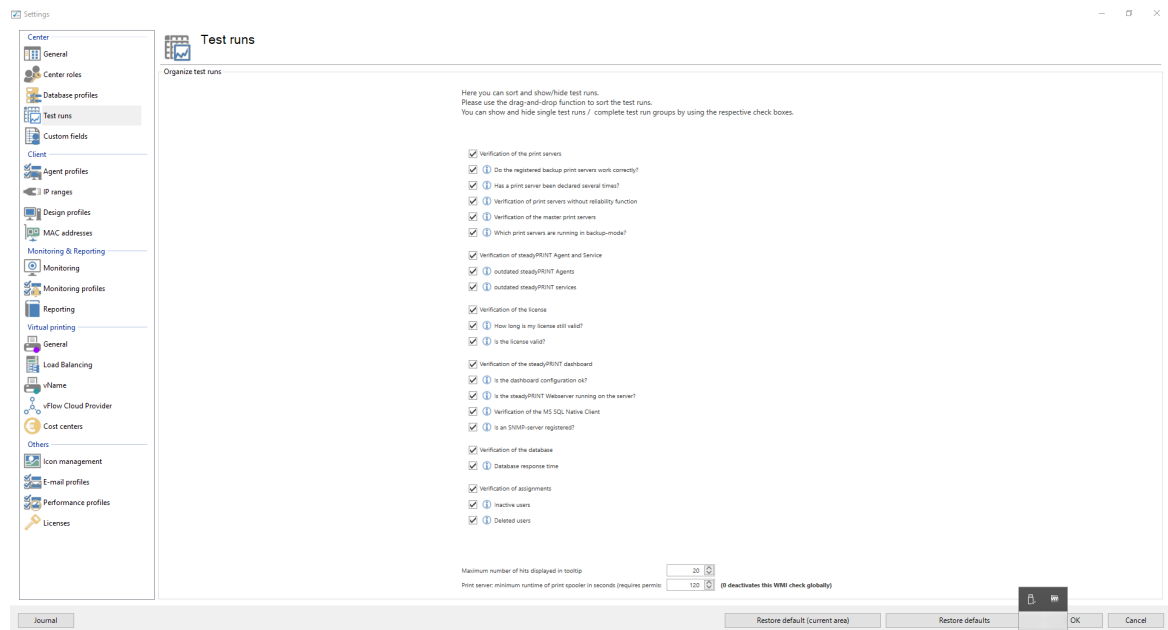 Settings
Center
General
Center roles
Database profiles
Test runs
Custom fields
Client
Agent profiles
IP ranges
Design profiles
MAC addresses
Monitoring & Reporting
Monitoring
Monitoring profiles
Reporting
Virtual printing
General
Load Balancing
vName
vFlow Cloud Provider
Cost centers
Others
Icon management
E-mail profiles
Performance profiles
Licenses
Test runs
Organize test runs
Here you can sort and show/hide test runs.
Please use the drag-and-drop function to sort the test runs.
You can show and hide single test runs / complete test run groups by using the respective check boxes.
Verification of the print servers
Do the registered backup print servers work correctly?
Has a print server been declared several times?
Verification of print servers without reliability function
Verification of the master print servers
Which print servers are running in backup-mode?
Verification of steadyPRINT Agent and Service
outdated steadyPRINT Agents
outdated steadyPRINT services
Verification of the license
How long is my license still valid?
Is the license valid?
Verification of the steadyPRINT dashboard
Is the dashboard configuration ok?
Is the steadyPRINT Webserver running on the server?
Verification of the MS SQL Native Client
Is an SNMP-server registered?
Verification of the database
Database response time
Verification of assignments
Inactive users
Deleted users
Maximum number of hits displayed in tooltip 20
Print server: minimum runtime of print spooler in seconds (requires permis: 120 (0 deactivates this WMI check globally)
Journal Restore default (current area) Restore defaults OK Cancel